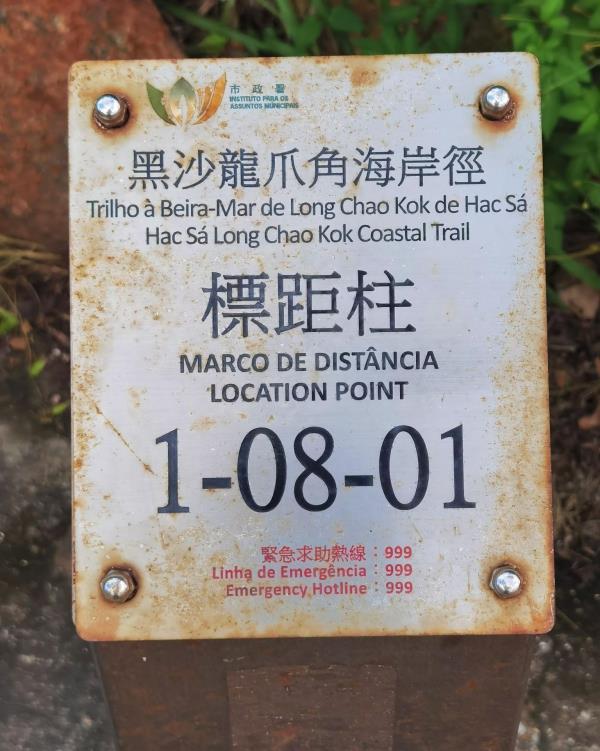 市政署
INSTITUTO PARA OS
ASSUNTOS MUNICIPAIS
黑沙龍爪角海岸徑
Trilho à Beira-Mar de Long Chao Kok de Hac Sá
Hac Sá Long Chao Kok Coastal Trail
標距柱
MARCO DE DISTÂNCIA
LOCATION POINT
1-08-01
緊急求助熱線：999
Linha de Emergência：999
Emergency Hotline：999